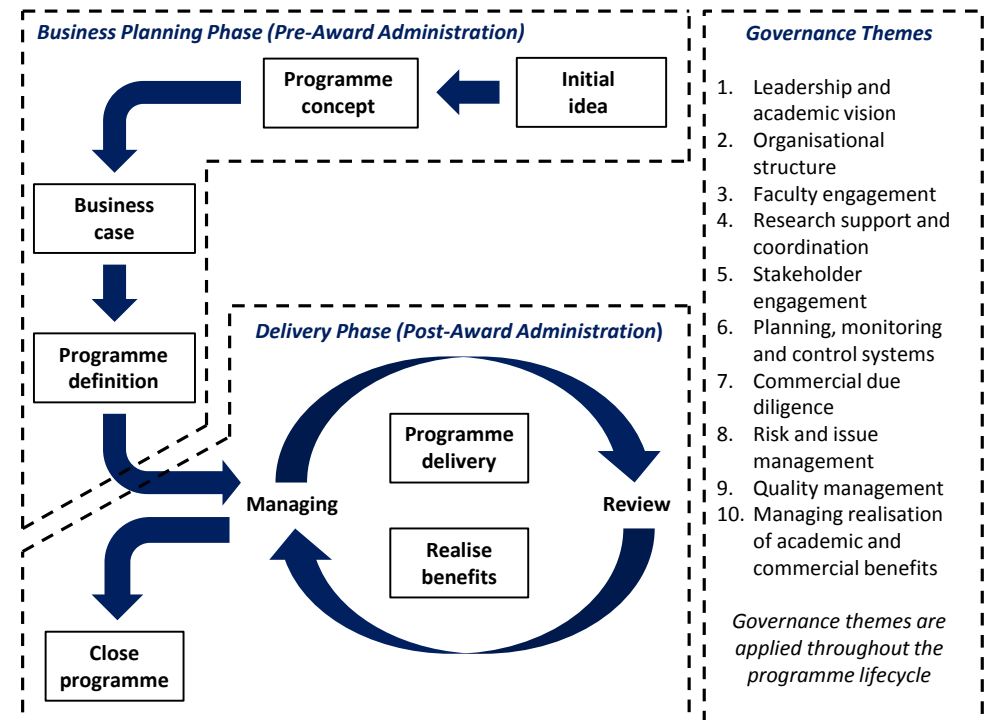 Business Planning Phase (Pre-Award Administration)
Initial
idea
Programme
concept
Business
case
Programme
definition
Delivery Phase (Post-Award Administration)
Programme
delivery
Managing
Review
Realise
benefits
Close
programme
Governance Themes
1. Leadership and
academic vision
2. Organisational
structure
3. Faculty engagement
4. Research support and
coordination
5. Stakeholder
engagement
6. Planning, monitoring
and control systems
7. Commercial due
diligence
8. Risk and issue
management
9. Quality management
10. Managing realisation
of academic and
commercial benefits
Governance themes are
applied throughout the
programme lifecycle